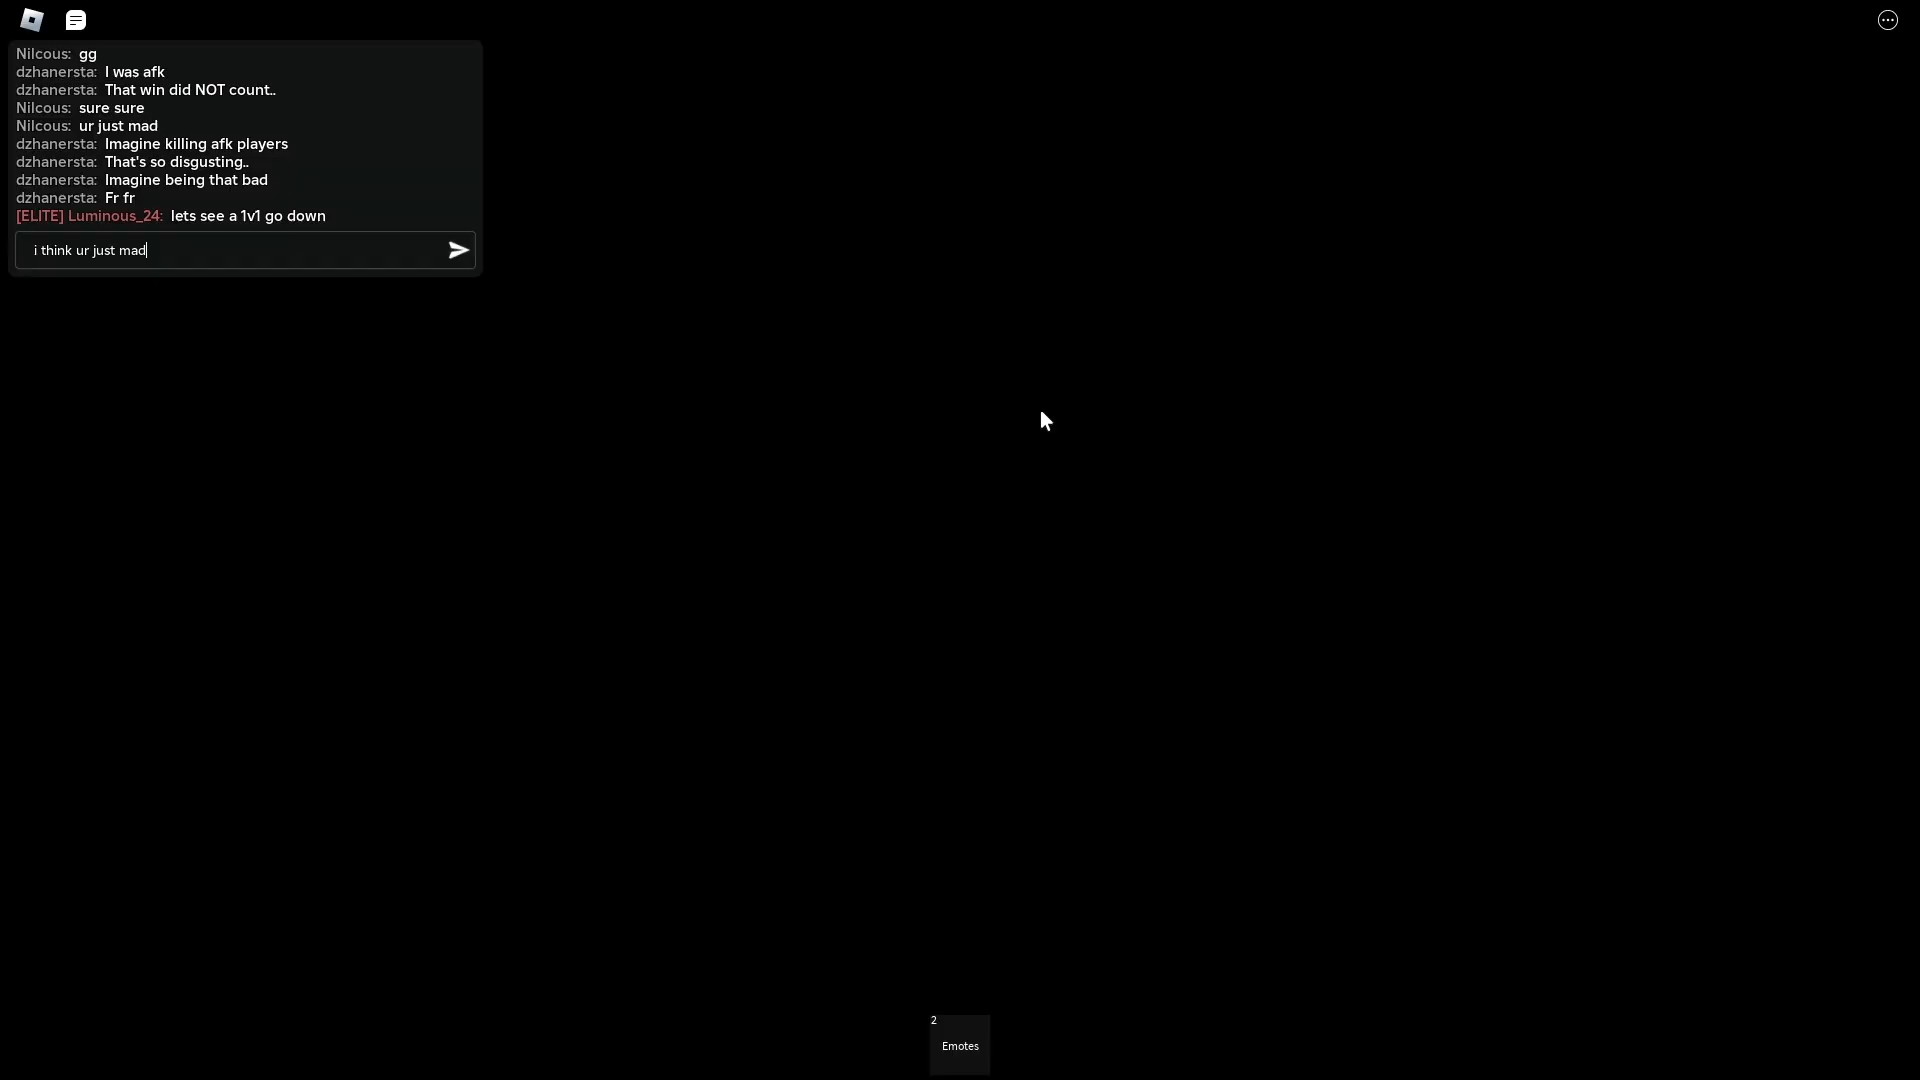 Nilcous: gg
dzhanersta: I was afk
dzhanersta: That win did NOT count..
Nilcous: sure sure
Nilcous: ur just mad
dzhanersta: Imagine killing afk players
dzhanersta: That's so disgusting..
dzhanersta: Imagine being that bad
dzhanersta: Fr fr
[ELITE] Luminous_24: lets see a 1v1 go down
i think ur just mad
2
Emotes